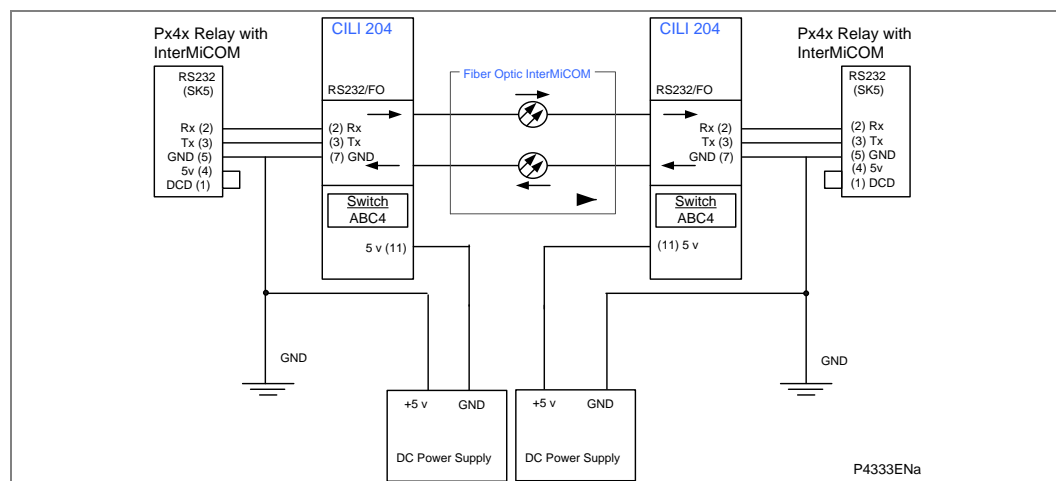 Px4x Relay with
InterMiCOM
RS232
(SK5)
Rx (2)
Tx (3)
GND (5)
5v (4)
DCD (1)
CILI 204
RS232/FO
(2) Rx
(3) Tx
(7) GND
Switch
ABC4
5 v (11)
Fiber Optic InterMiCOM
CILI 204
RS232/FO
Rx (2)
Tx (3)
GND (7)
Switch
ABC4
(11) 5 v
Px4x Relay with
InterMiCOM
RS232
(SK5)
(2) Rx
(3) Tx
(5) GND
(4) 5v
(1) DCD
GND
GND
+5 v GND
DC Power Supply
+5 v GND
DC Power Supply
P4333ENa